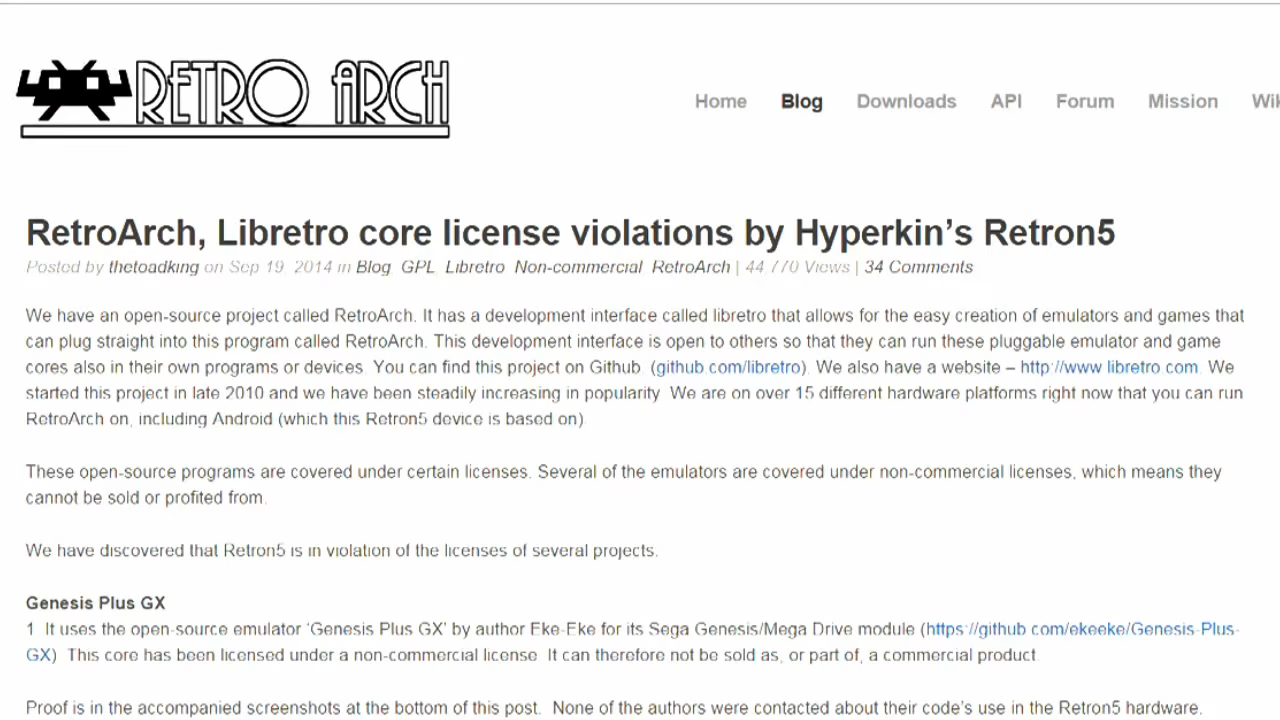 RETRO ARCH
Home Blog Downloads API Forum Mission Wik
RetroArch, Libretro core license violations by Hyperkin's Retron5
Posted by thetoadking on Sep 19, 2014 in Blog, GPL, Libretro, Non-commercial, RetroArch | 44,770 Views | 34 Comments
We have an open-source project called RetroArch. It has a development interface called libretro that allows for the easy creation of emulators and games that
can plug straight into this program called RetroArch. This development interface is open to others so that they can run these pluggable emulator and game
cores also in their own programs or devices. You can find this project on Github. (github.com/libretro). We also have a website – http://www.libretro.com. We
started this project in late 2010 and we have been steadily increasing in popularity. We are on over 15 different hardware platforms right now that you can run
RetroArch on, including Android (which this Retron5 device is based on).
These open-source programs are covered under certain licenses. Several of the emulators are covered under non-commercial licenses, which means they
cannot be sold or profited from.
We have discovered that Retron5 is in violation of the licenses of several projects.
Genesis Plus GX
1. It uses the open-source emulator 'Genesis Plus GX' by author Eke-Eke for its Sega Genesis/Mega Drive module (https://github.com/ekeeke/Genesis-Plus-
GX). This core has been licensed under a non-commercial license. It can therefore not be sold as, or part of, a commercial product.
Proof is in the accompanied screenshots at the bottom of this post. None of the authors were contacted about their code's use in the Retron5 hardware.